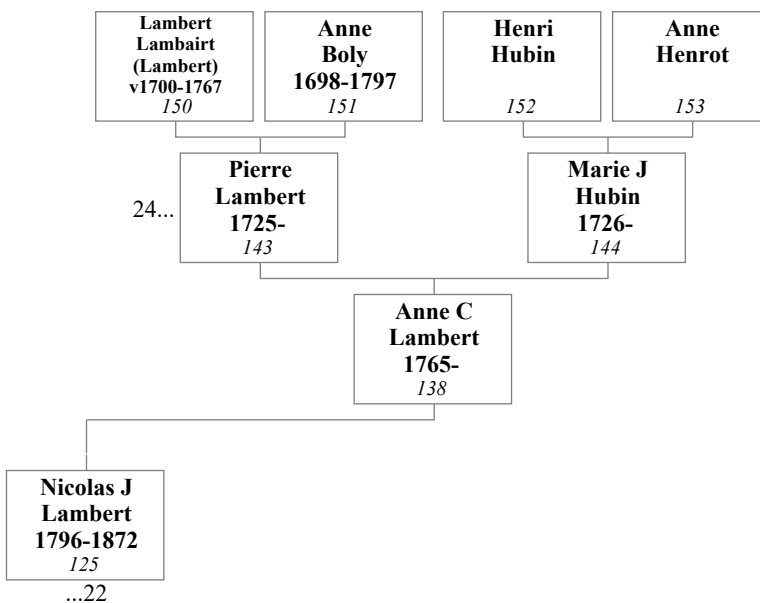 Lambert
Lambairt
(Lambert)
v1700-1767
150
Anne
Boly
1698-1797
151
Henri
Hubin
152
Anne
Henrot
153
24...
Pierre
Lambert
1725-
143
Marie J
Hubin
1726-
144
Anne C
Lambert
1765-
138
Nicolas J
Lambert
1796-1872
125
...22